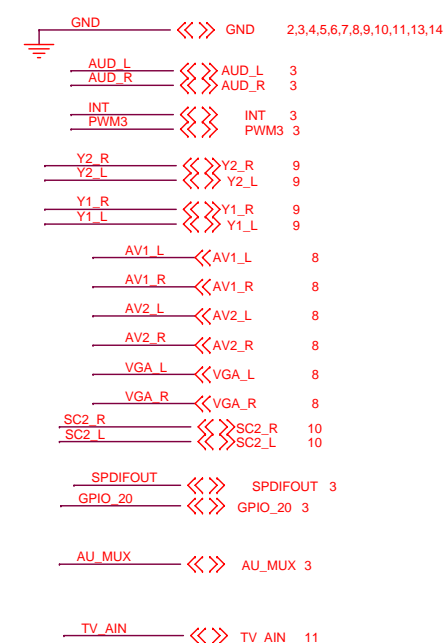 GND GND 2,3,4,5,6,7,8,9,10,11,13,14
AUD_L AUD_L 3
AUD_R AUD_R 3
INT INT 3
PWM3 PWM3 3
Y2_R Y2_R 9
Y2_L Y2_L 9
Y1_R Y1_R 9
Y1_L Y1_L 9
AV1_L AV1_L 8
AV1_R AV1_R 8
AV2_L AV2_L 8
AV2_R AV2_R 8
VGA_L VGA_L 8
VGA_R VGA_R 8
SC2_R SC2_R 10
SC2_L SC2_L 10
SPDIFOUT SPDIFOUT 3
GPIO_20 GPIO_20 3
AU_MUX AU_MUX 3
TV_AIN TV_AIN 11